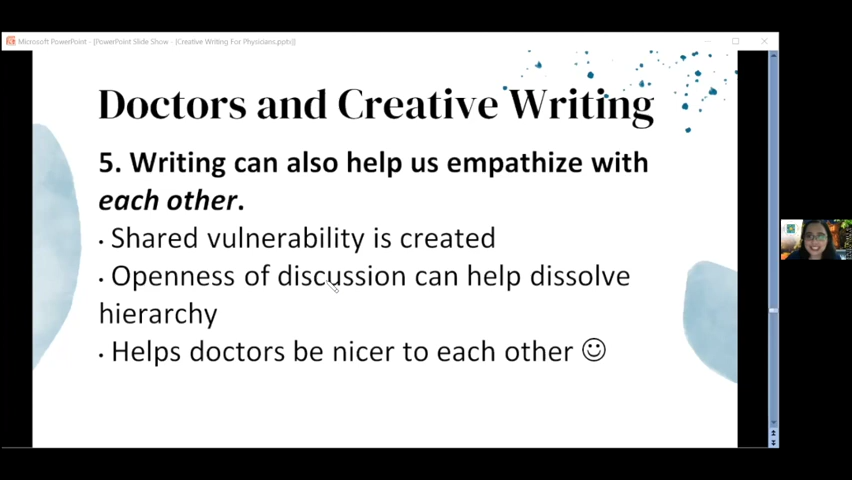 Microsoft PowerPoint - [PowerPoint Slide Show - [Creative Writing For Physicians.pptx]]
Doctors and Creative Writing
5. Writing can also help us empathize with
each other.
· Shared vulnerability is created
· Openness of discussion can help dissolve
hierarchy
· Helps doctors be nicer to each other ☺